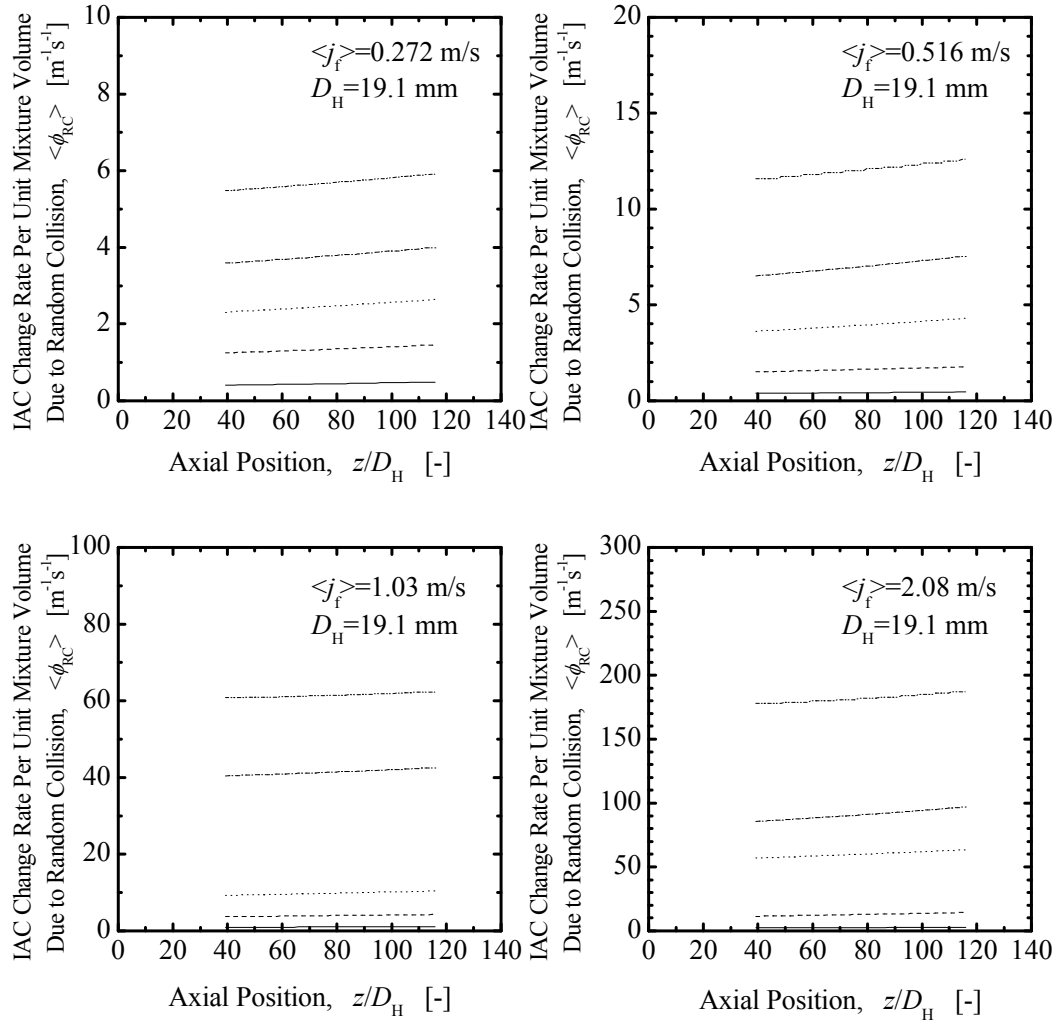 IAC Change Rate Per Unit Mixture Volume
Due to Random Collision, <ϕRC> [m-1s-1]
10
8
6
4
2
0
<jf>=0.272 m/s
DH=19.1 mm
0 20 40 60 80 100 120 140
Axial Position, z/DH [-]
IAC Change Rate Per Unit Mixture Volume
Due to Random Collision, <ϕRC> [m-1s-1]
20
15
10
5
0
<jf>=0.516 m/s
DH=19.1 mm
0 20 40 60 80 100 120 140
Axial Position, z/DH [-]
IAC Change Rate Per Unit Mixture Volume
Due to Random Collision, <ϕRC> [m-1s-1]
100
80
60
40
20
0
<jf>=1.03 m/s
DH=19.1 mm
0 20 40 60 80 100 120 140
Axial Position, z/DH [-]
IAC Change Rate Per Unit Mixture Volume
Due to Random Collision, <ϕRC> [m-1s-1]
300
250
200
150
100
50
0
<jf>=2.08 m/s
DH=19.1 mm
0 20 40 60 80 100 120 140
Axial Position, z/DH [-]